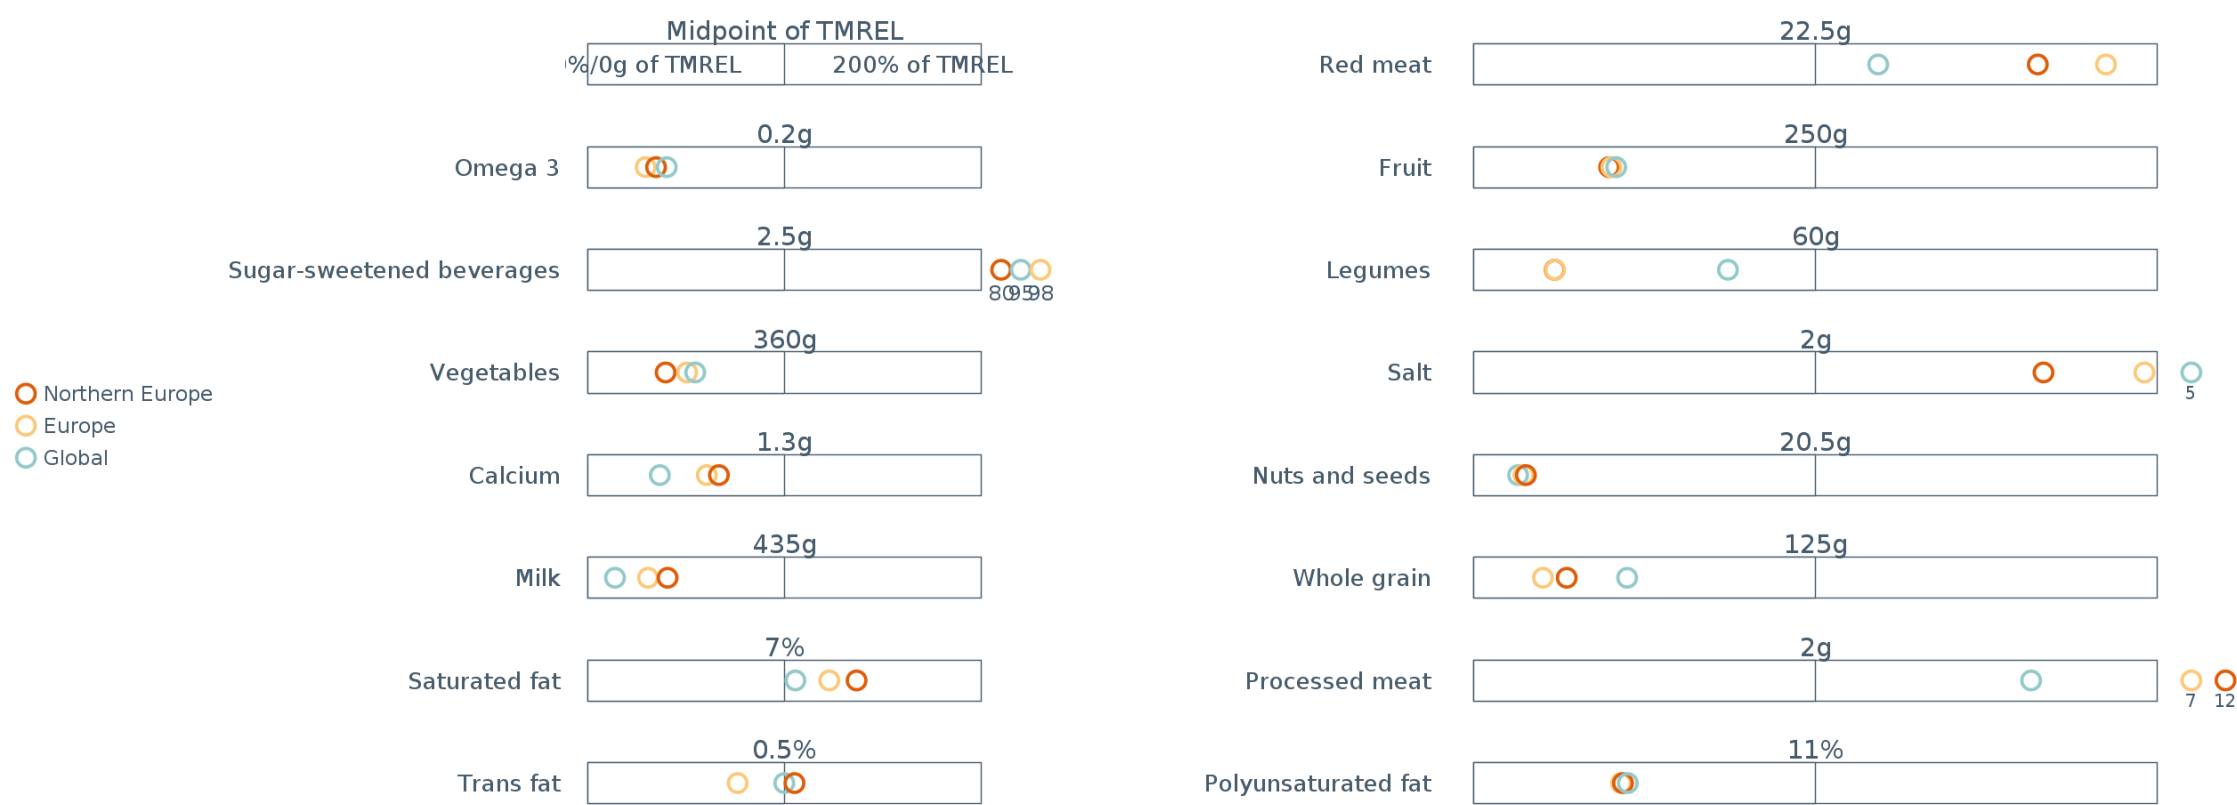 Midpoint of TMREL
%/0g of TMREL
200% of TMREL
0.2g
Omega 3
2.5g
Sugar-sweetened beverages
80
95
98
360g
Vegetables
1.3g
Calcium
435g
Milk
7%
Saturated fat
0.5%
Trans fat
Northern Europe
Europe
Global
22.5g
Red meat
250g
Fruit
60g
Legumes
2g
Salt
5
20.5g
Nuts and seeds
125g
Whole grain
2g
Processed meat
7
12
11%
Polyunsaturated fat